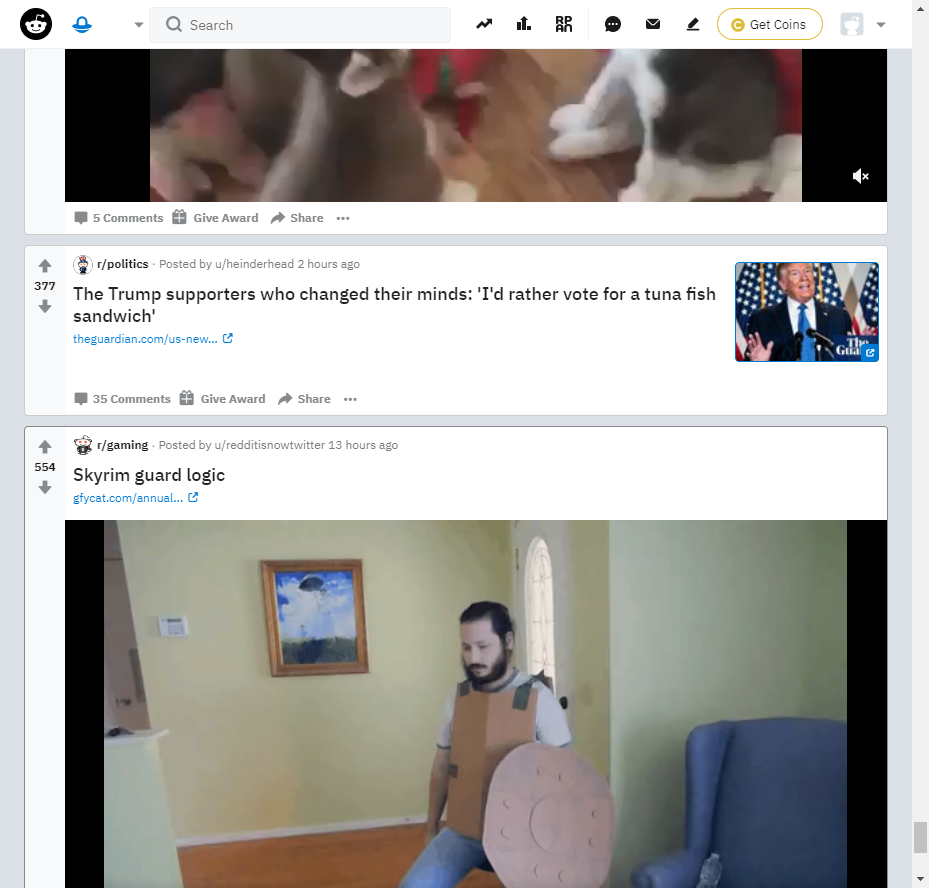 Search
Get Coins
5 Comments Give Award Share
r/politics · Posted by u/heinderhead 2 hours ago
377
The Trump supporters who changed their minds: 'I'd rather vote for a tuna fish
sandwich'
theguardian.com/us-new...
The
35 Comments Give Award Share
r/gaming · Posted by u/redditisnowtwitter 13 hours ago
554
Skyrim guard logic
gfycat.com/annual...